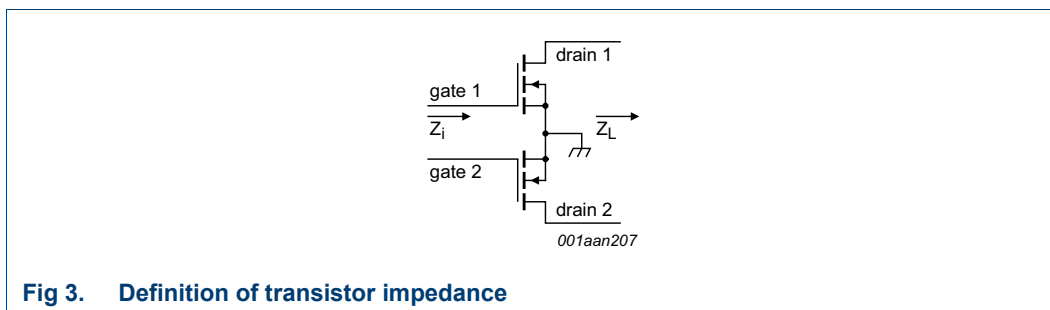 drain 1
gate 1
Zi
ZL
gate 2
drain 2
001aan207
Fig 3. Definition of transistor impedance